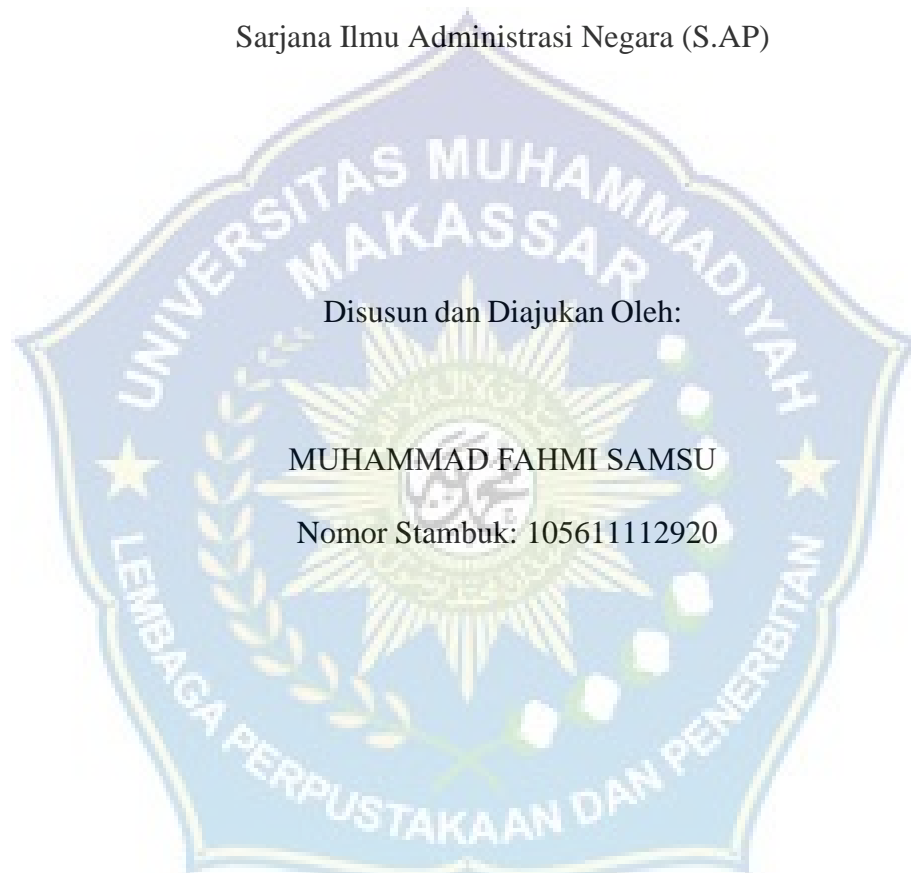 Sarjana Ilmu Administrasi Negara (S.AP)
UNIVERSITAS MUHAMMADIYAH
MAKASSAR
Disusun dan Diajukan Oleh:
MUHAMMAD FAHMI SAMSU
Nomor Stambuk: 105611112920
LEMBAGA PERPUSTAKAAN DAN PENERBITAN